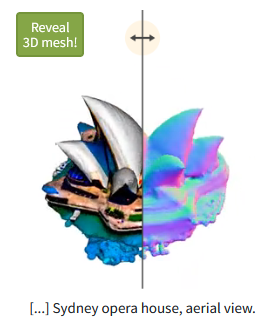 Reveal
3D mesh!
[...] Sydney opera house, aerial view.